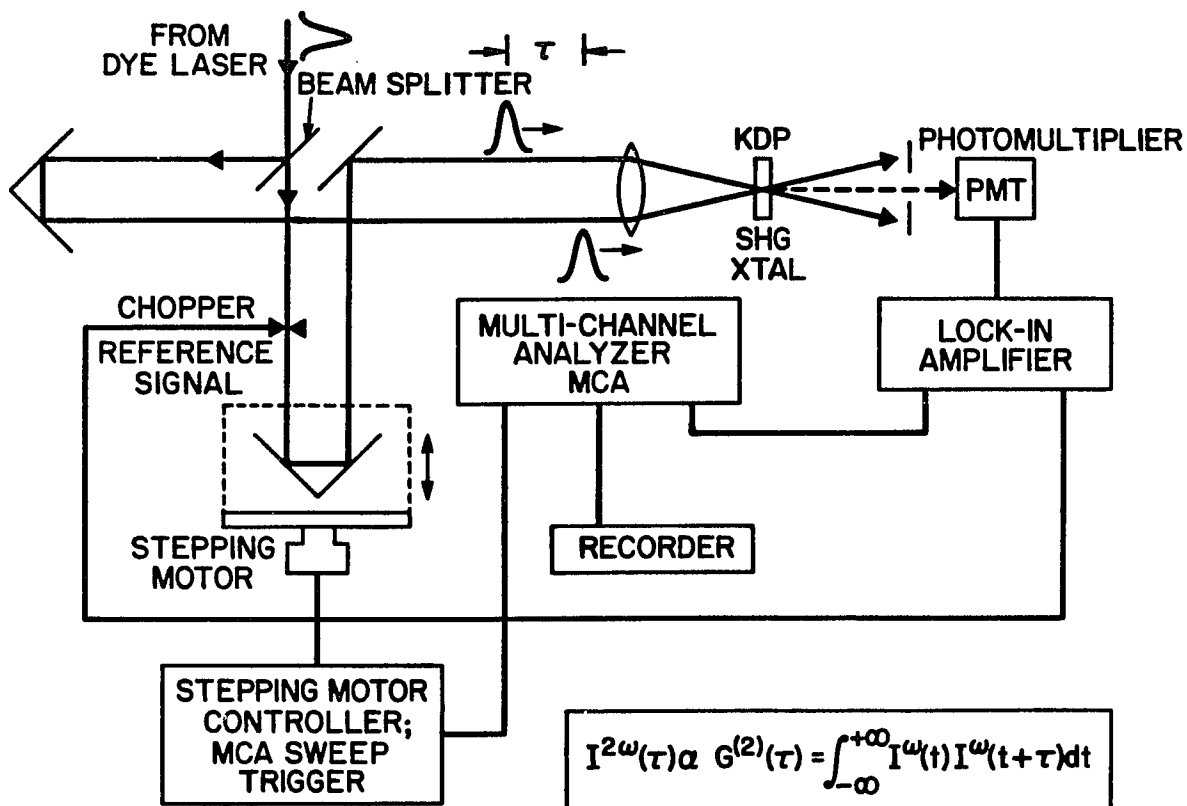 FROM
DYE LASER
BEAM SPLITTER
τ
KDP
SHG
XTAL
PHOTOMULTIPLIER
PMT
CHOPPER
REFERENCE
SIGNAL
MULTI-CHANNEL
ANALYZER
MCA
LOCK-IN
AMPLIFIER
STEPPING
MOTOR
RECORDER
STEPPING MOTOR
CONTROLLER;
MCA SWEEP
TRIGGER
I^{2ω}(τ) α G^{(2)}(τ) = ∫_{-∞}^{+∞} I^{ω}(t) I^{ω}(t+τ)dt